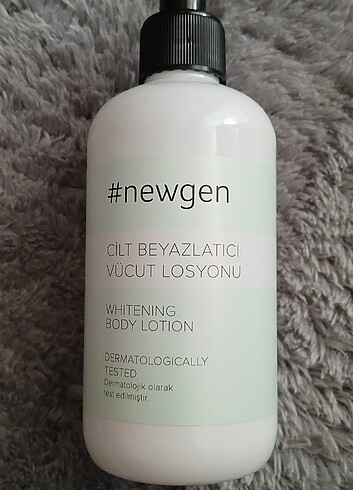 #newgen
CİLT BEYAZLATICI
VÜCUT LOSYONU
WHITENING
BODY LOTION
DERMATOLOGICALLY
TESTED
Dermatolojik olarak
test edilmiştir.